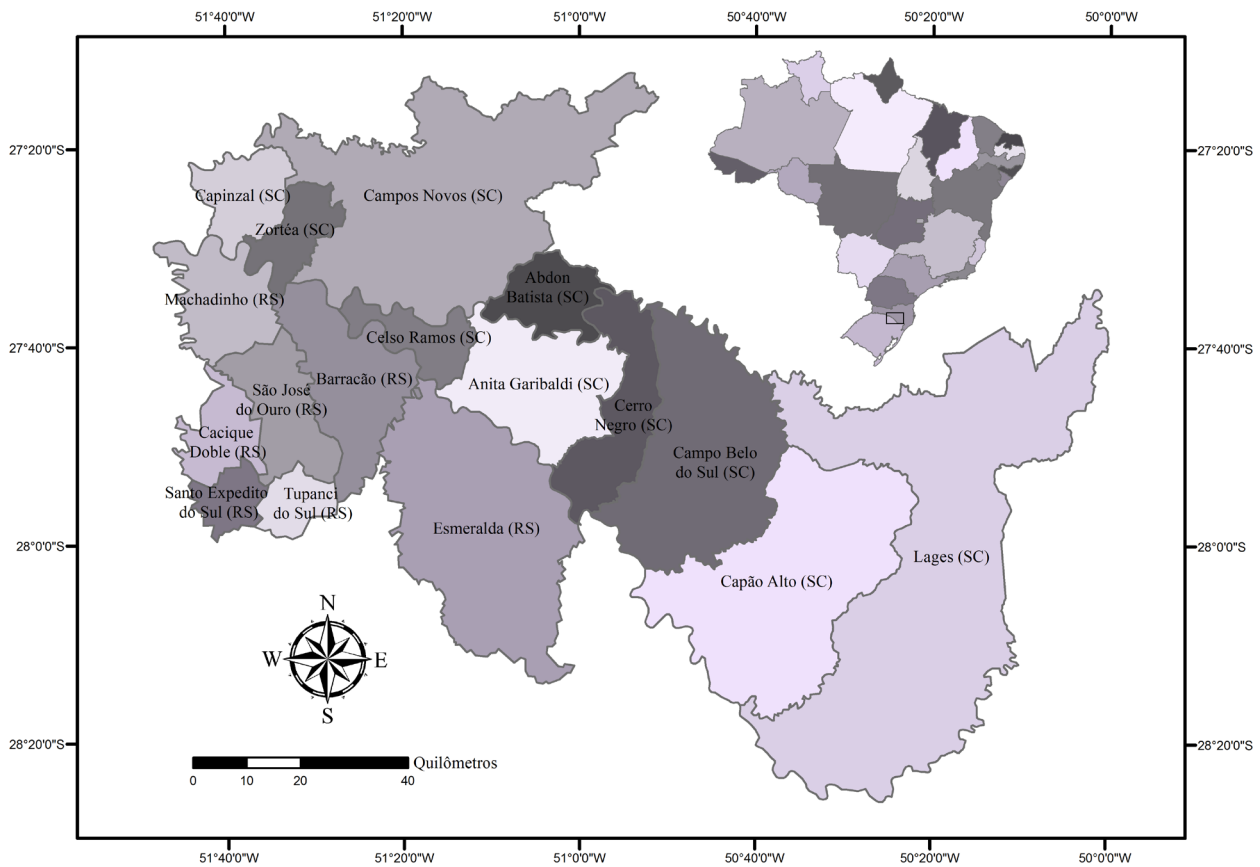 51°40'0"W 51°20'0"W 51°0'0"W 50°40'0"W 50°20'0"W 50°0'0"W
27°20'0"S 27°20'0"S
Capinzal (SC)
Campos Novos (SC)
Zortéa (SC)
Abdon
Batista (SC)
Machadinho (RS)
Celso Ramos (SC)
27°40'0"S 27°40'0"S
Barracão (RS)
Anita Garibaldi (SC)
São José
do Ouro (RS)
Cerro
Negro (SC)
Cacique
Doble (RS)
Campo Belo
do Sul (SC)
Santo Expedito
do Sul (RS)
Tupanci
do Sul (RS)
Esmeralda (RS)
28°0'0"S 28°0'0"S
Lages (SC)
Capão Alto (SC)
N
W E
S
28°20'0"S 28°20'0"S
Quilômetros
0 10 20 40
51°40'0"W 51°20'0"W 51°0'0"W 50°40'0"W 50°20'0"W 50°0'0"W